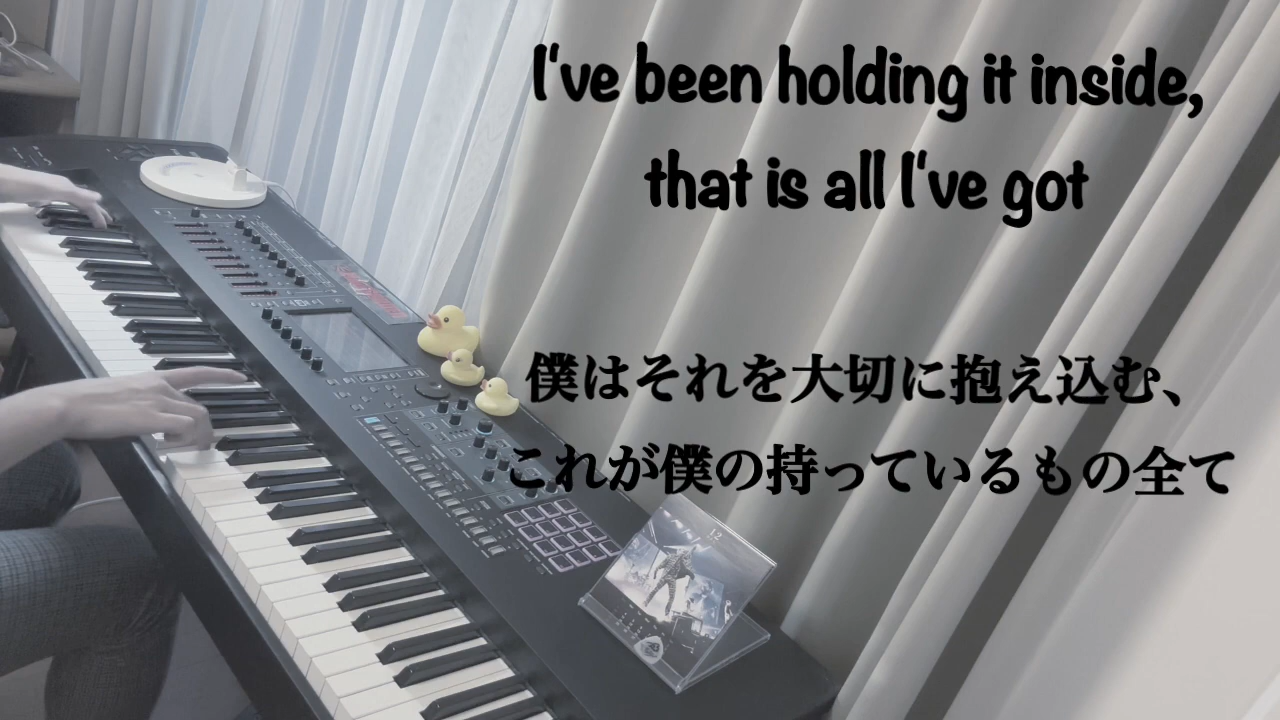 I've been holding it inside,
that is all I've got
僕はそれを大切に抱え込む、
これが僕の持っているもの全て
12